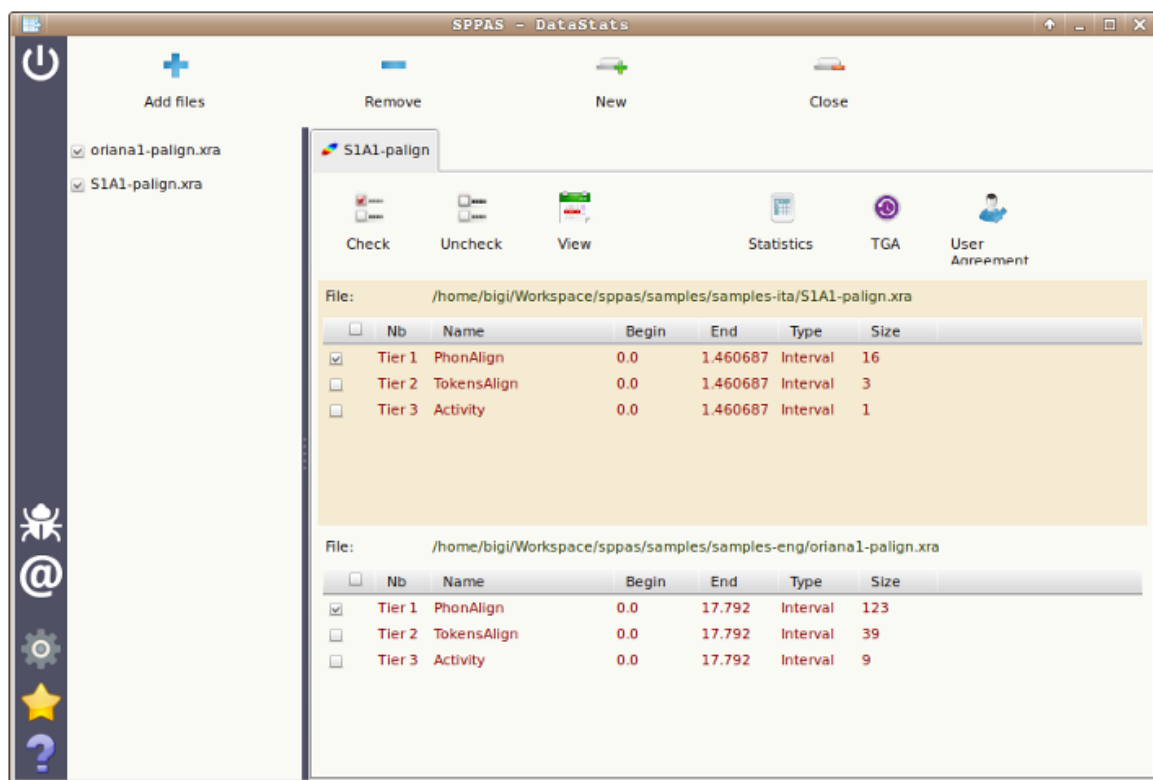 SPPAS - DataStats
Add files Remove New Close
oriana1-palign.xra
S1A1-palign.xra
S1A1-palign
Check Uncheck View Statistics TGA User
Agreement
File: /home/bigi/Workspace/sppas/samples/samples-ita/S1A1-palign.xra
Nb Name Begin End Type Size
Tier 1 PhonAlign 0.0 1.460687 Interval 16
Tier 2 TokensAlign 0.0 1.460687 Interval 3
Tier 3 Activity 0.0 1.460687 Interval 1
File: /home/bigi/Workspace/sppas/samples/samples-eng/oriana1-palign.xra
Nb Name Begin End Type Size
Tier 1 PhonAlign 0.0 17.792 Interval 123
Tier 2 TokensAlign 0.0 17.792 Interval 39
Tier 3 Activity 0.0 17.792 Interval 9
@
?